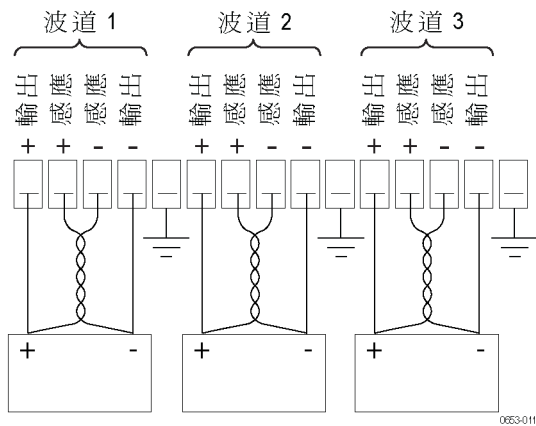 波道 1 波道 2 波道 3
輸出 感應 感應 輸出 輸出 感應 感應 輸出 輸出 感應 感應 輸出
+ + - - + + - - + + - -
+ - + - + -
0653-011